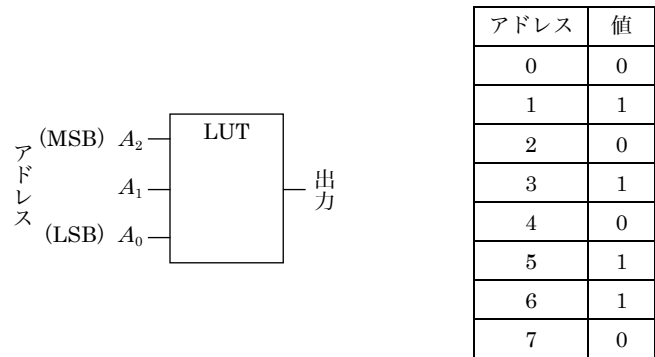 アドレス
(MSB) A₂
A₁
(LSB) A₀
LUT
出力
アドレス 値
0 0
1 1
2 0
3 1
4 0
5 1
6 1
7 0